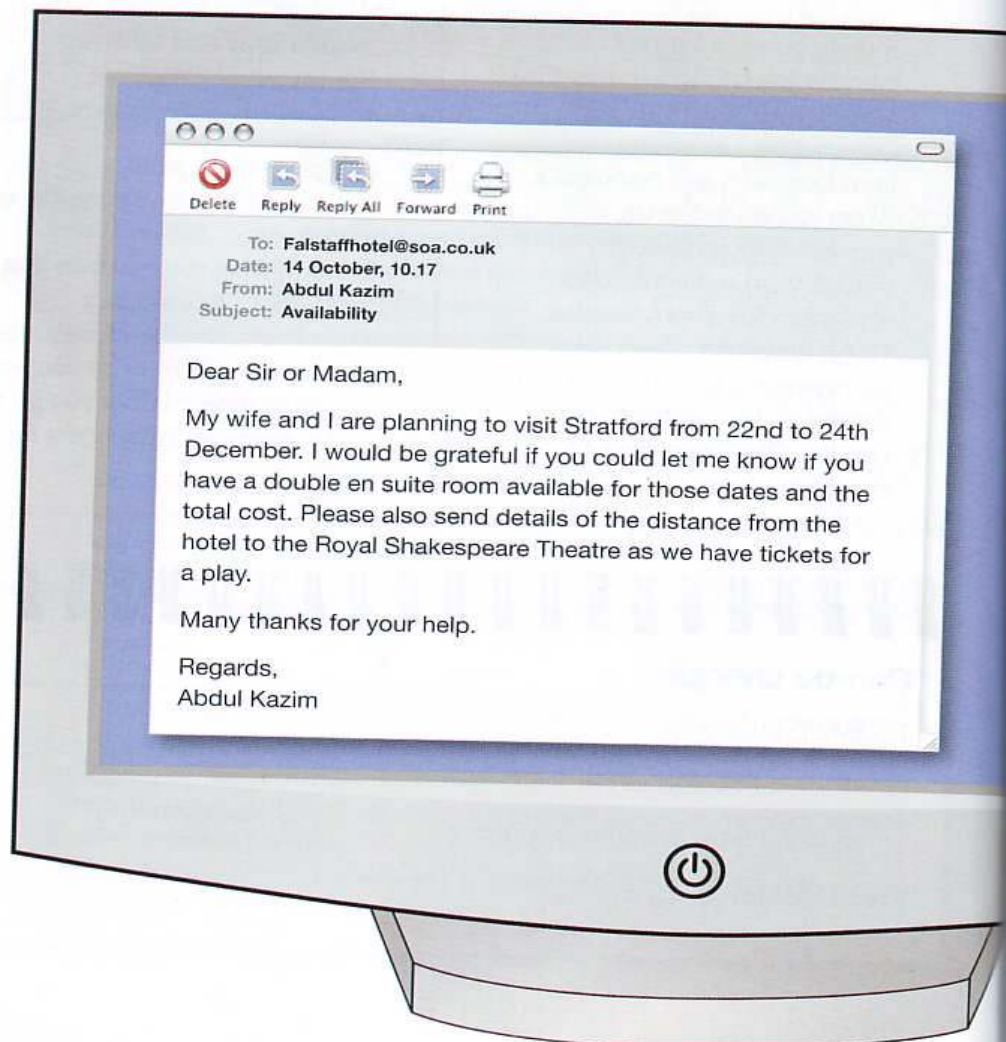 Delete Reply Reply All Forward Print
To: Falstaffhotel@soa.co.uk
Date: 14 October, 10.17
From: Abdul Kazim
Subject: Availability
Dear Sir or Madam,
My wife and I are planning to visit Stratford from 22nd to 24th
December. I would be grateful if you could let me know if you
have a double en suite room available for those dates and the
total cost. Please also send details of the distance from the
hotel to the Royal Shakespeare Theatre as we have tickets for
a play.
Many thanks for your help.
Regards,
Abdul Kazim